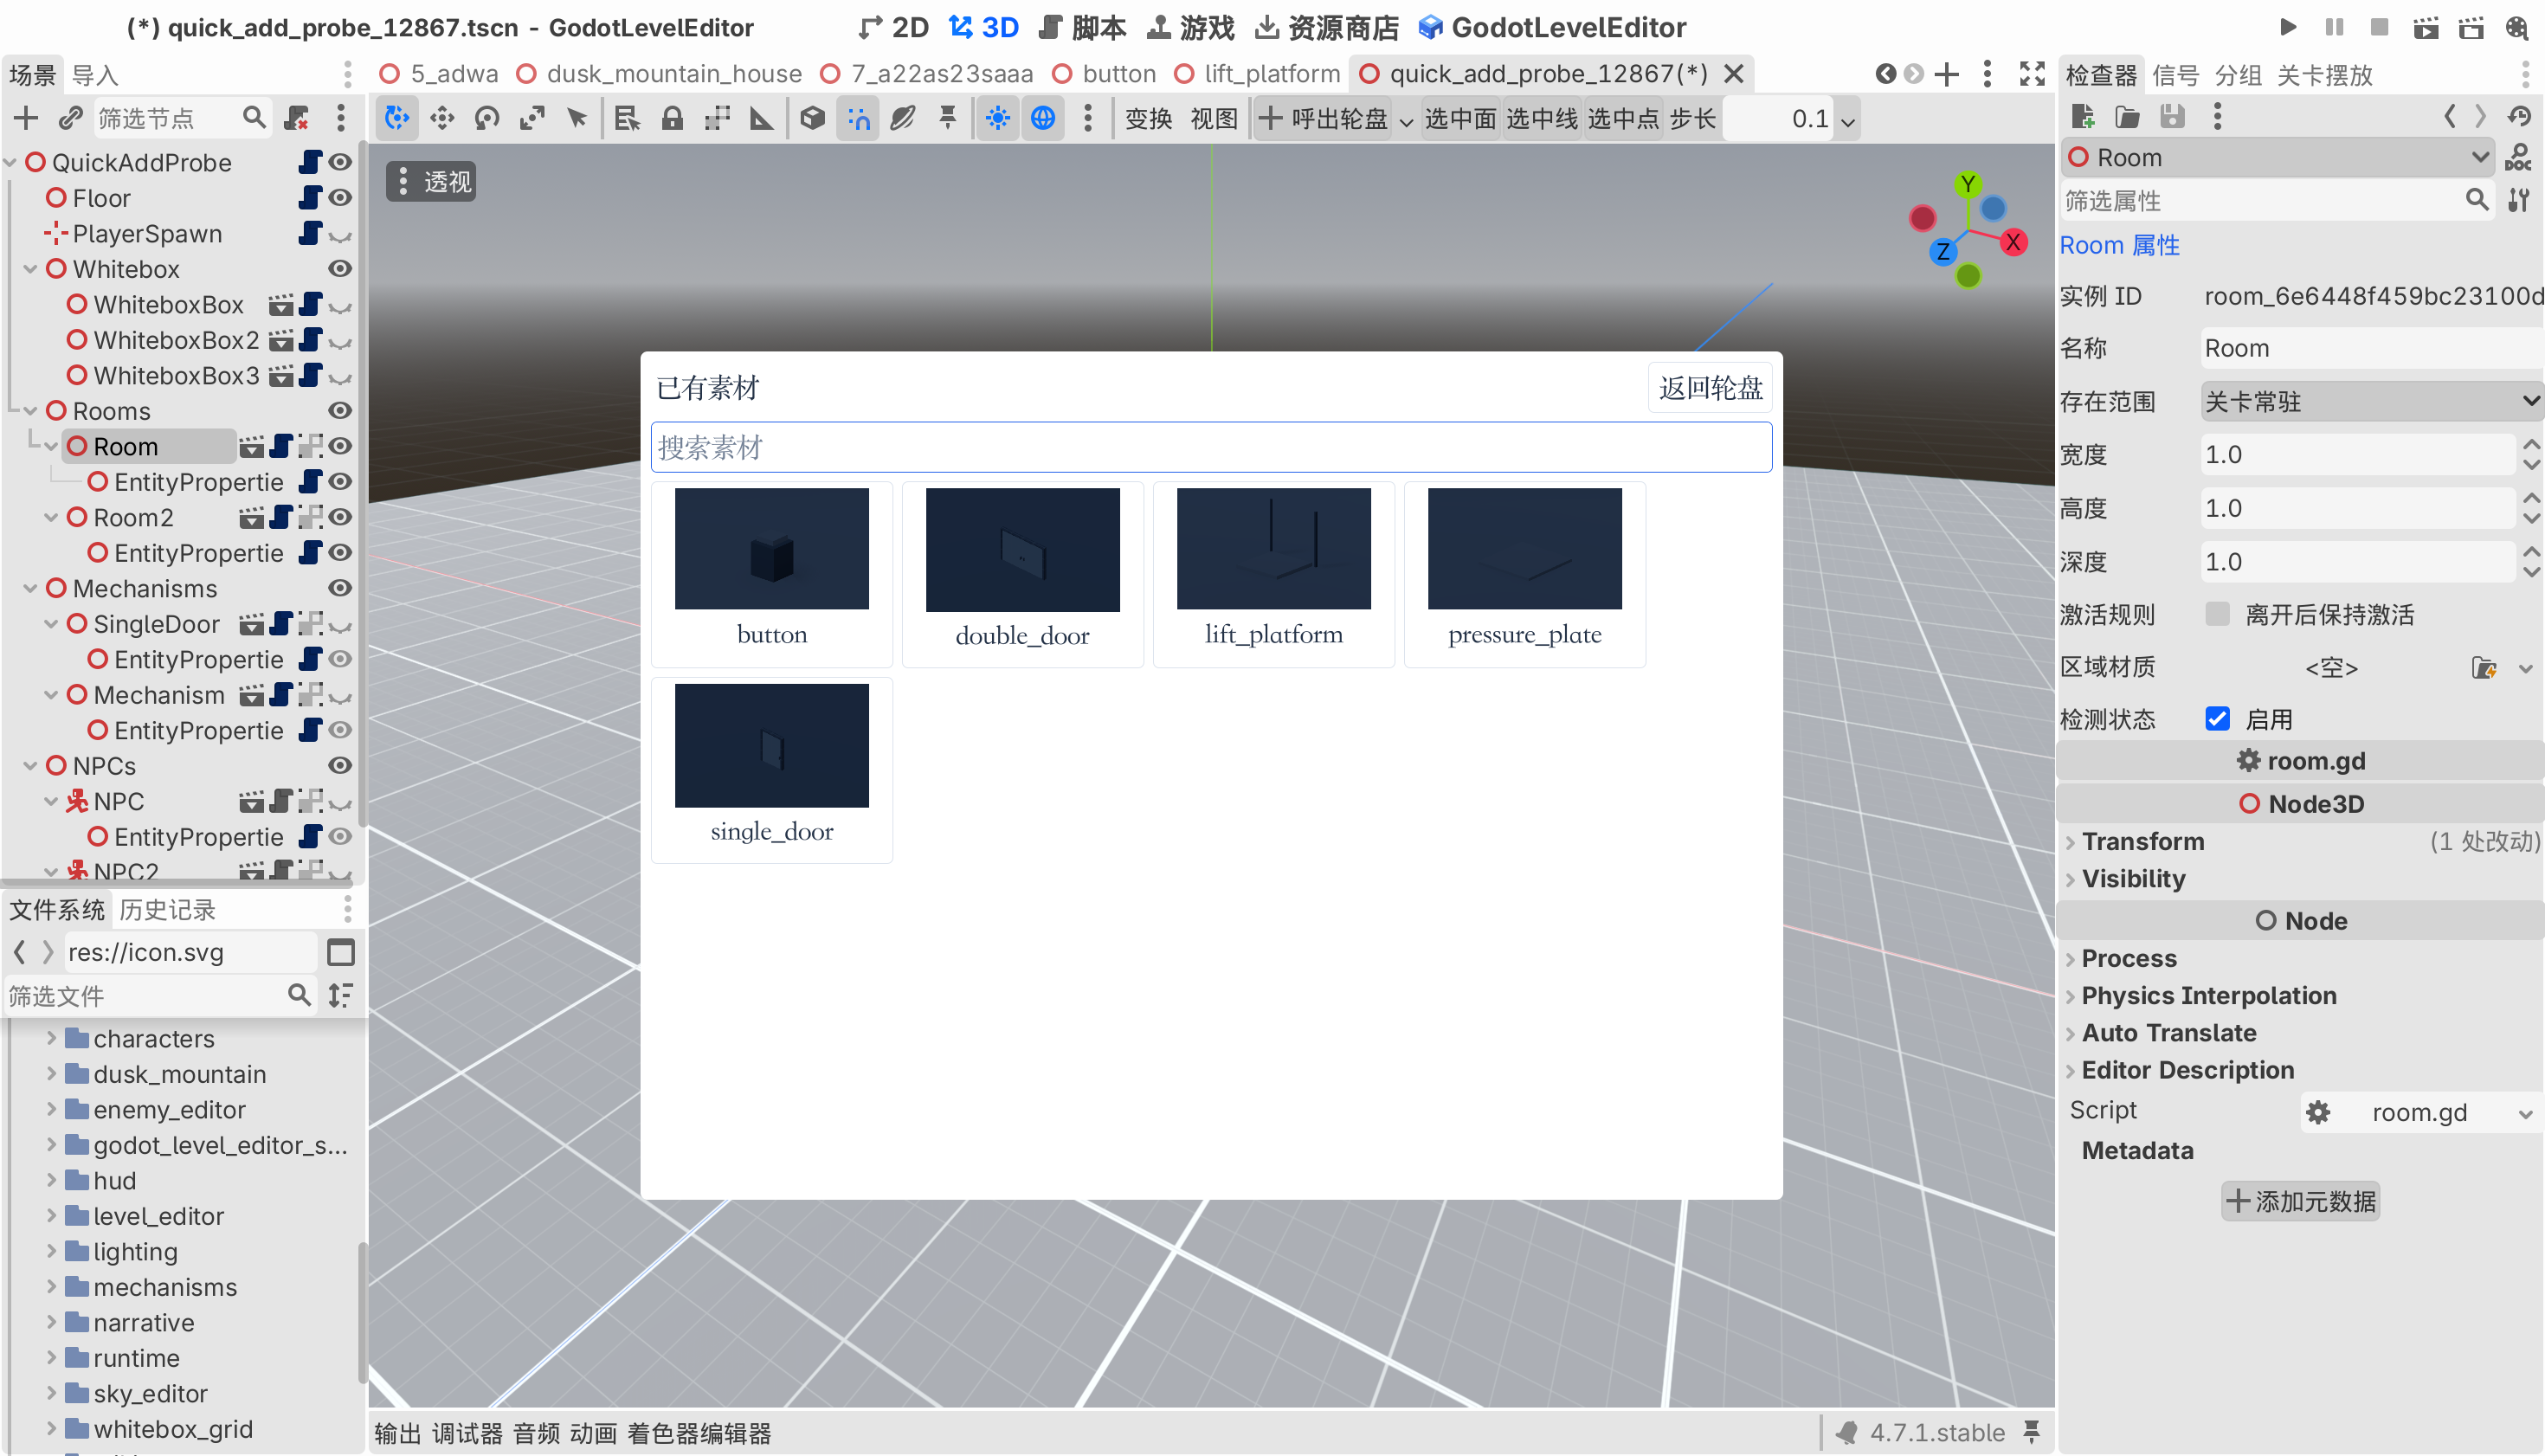 (*) quick_add_probe_12867.tscn - GodotLevelEditor
2D 3D 脚本 游戏 资源商店 GodotLevelEditor
场景 导入
筛选节点
QuickAddProbe
Floor
PlayerSpawn
Whitebox
WhiteboxBox
WhiteboxBox2
WhiteboxBox3
Rooms
Room
EntityPropertie
Room2
EntityPropertie
Mechanisms
SingleDoor
EntityPropertie
Mechanism
EntityPropertie
NPCs
NPC
EntityPropertie
NPC2
文件系统 历史记录
res://icon.svg
筛选文件
characters
dusk_mountain
enemy_editor
godot_level_editor_s...
hud
level_editor
lighting
mechanisms
narrative
runtime
sky_editor
whitebox_grid
5_adwa dusk_mountain_house 7_a22as23saaa button lift_platform quick_add_probe_12867(*)
变换 视图 呼出轮盘 选中面 选中线 选中点 步长 0.1
透视
Y
X
Z
已有素材 返回轮盘
搜索素材
button double_door lift_platform pressure_plate
single_door
输出 调试器 音频 动画 着色器编辑器 4.7.1.stable
检查器 信号 分组 关卡摆放
Room
DOC
筛选属性
Room 属性
实例 ID room_6e6448f459bc23100d
名称 Room
存在范围 关卡常驻
宽度 1.0
高度 1.0
深度 1.0
激活规则 离开后保持激活
区域材质 <空>
检测状态 启用
room.gd
Node3D
Transform (1 处改动)
Visibility
Node
Process
Physics Interpolation
Auto Translate
Editor Description
Script room.gd
Metadata
添加元数据